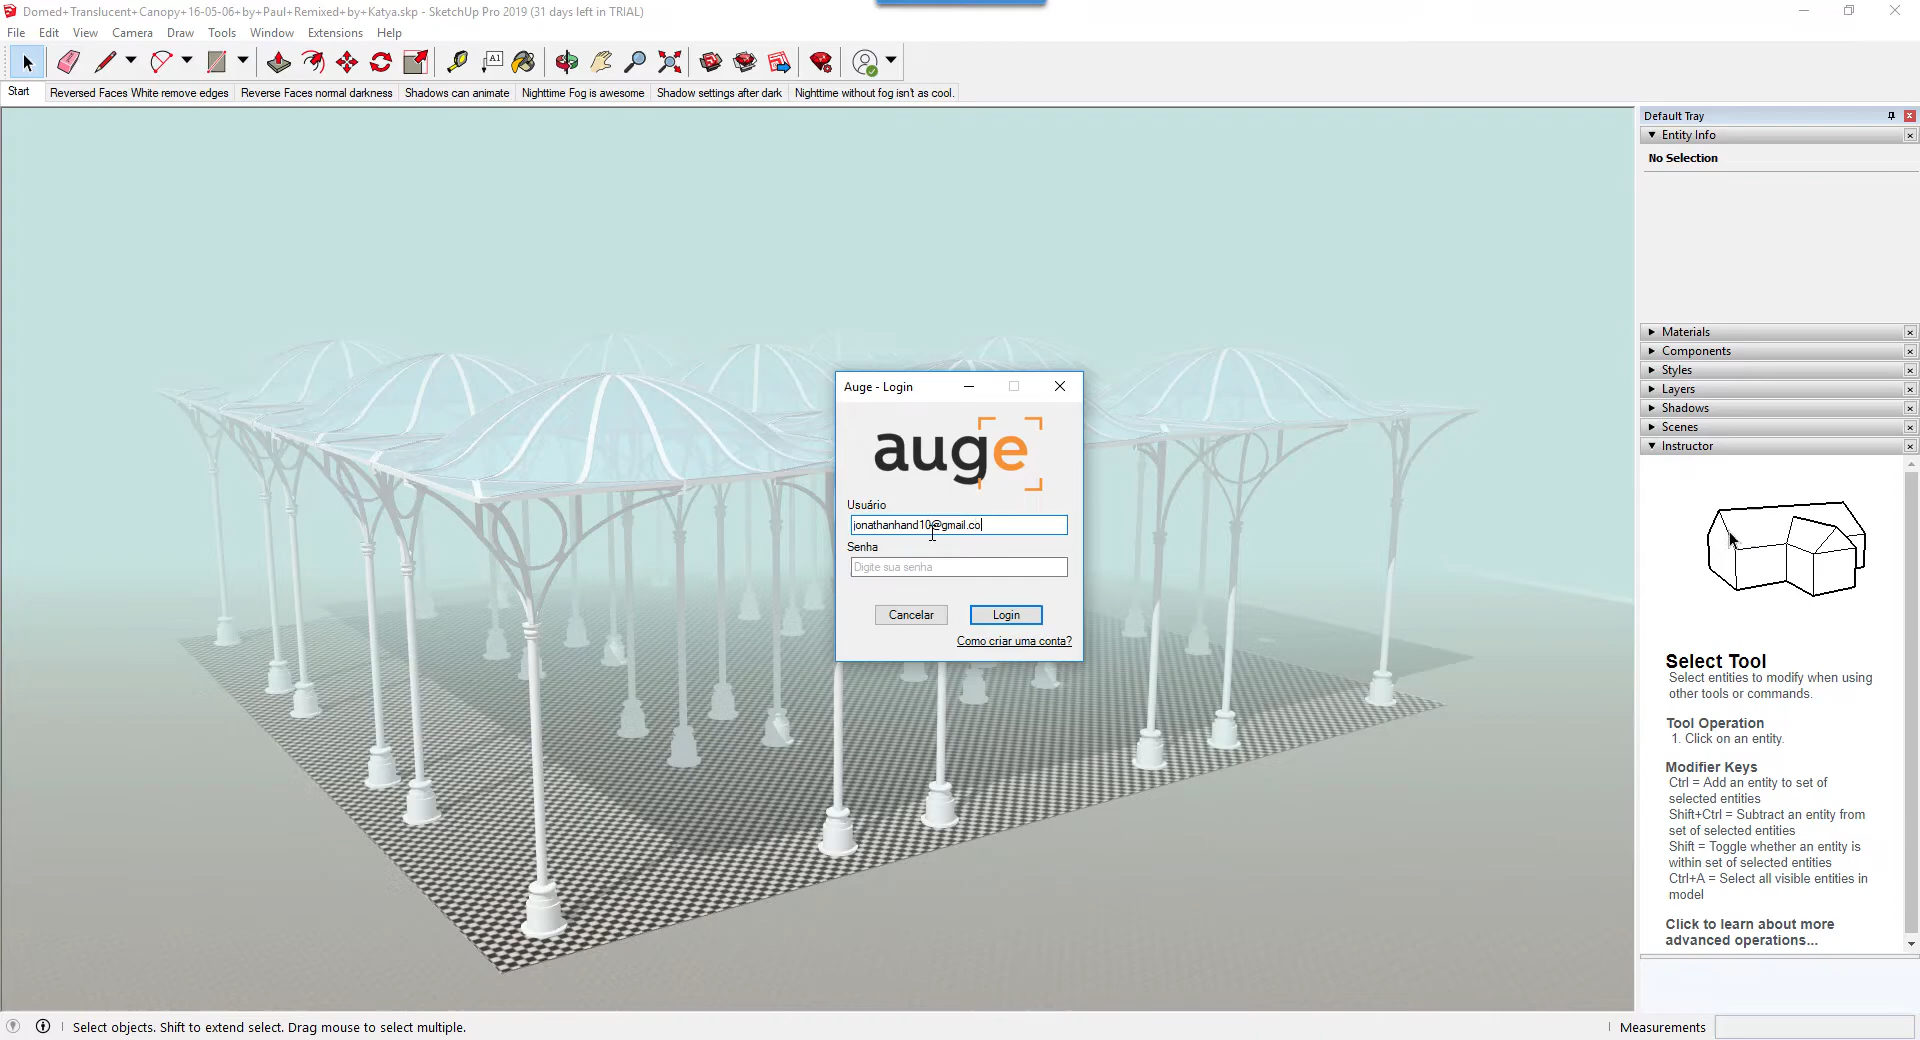 Domed+Translucent+Canopy+16-05-06+by+Paul+Remixed+by+Katya.skp - SketchUp Pro 2019 (31 days left in TRIAL)
File Edit View Camera Draw Tools Window Extensions Help
A1
Start Reversed Faces White remove edges Reverse Faces normal darkness Shadows can animate Nighttime Fog is awesome Shadow settings after dark Nighttime without fog isn't as cool.
Default Tray
Entity Info
No Selection
Materials
Components
Styles
Layers
Shadows
Scenes
Instructor
Auge - Login
auge
Usuário
jonathanhand10@gmail.co
Senha
Digite sua senha
Cancelar Login
Como criar uma conta?
Select Tool
Select entities to modify when using
other tools or commands.
Tool Operation
1. Click on an entity.
Modifier Keys
Ctrl = Add an entity to set of
selected entities
Shift+Ctrl = Subtract an entity from
set of selected entities
Shift = Toggle whether an entity is
within set of selected entities
Ctrl+A = Select all visible entities in
model
Click to learn about more
advanced operations...
Select objects. Shift to extend select. Drag mouse to select multiple.
Measurements